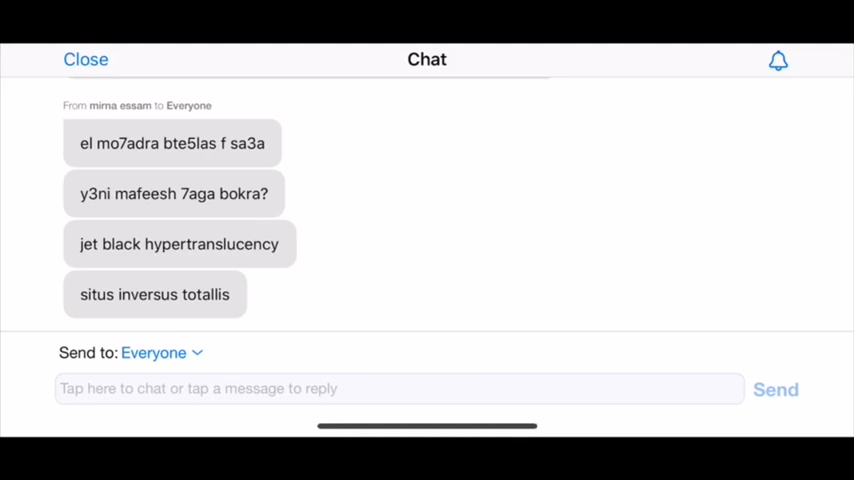 Close
Chat
From mirna essam to Everyone
el mo7adra bte5las f sa3a
y3ni mafeesh 7aga bokra?
jet black hypertranslucency
situs inversus totallis
Send to: Everyone
Tap here to chat or tap a message to reply
Send